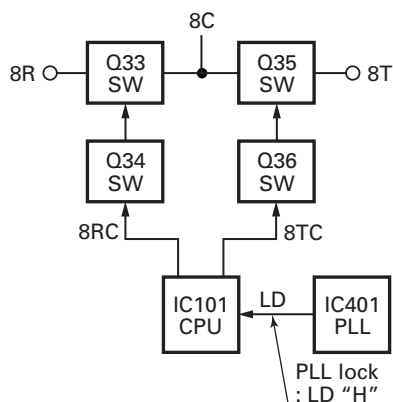 8C
8R
Q33
SW
Q35
SW
8T
Q34
SW
Q36
SW
8RC
8TC
IC101
CPU
LD
IC401
PLL
PLL lock
: LD “H”